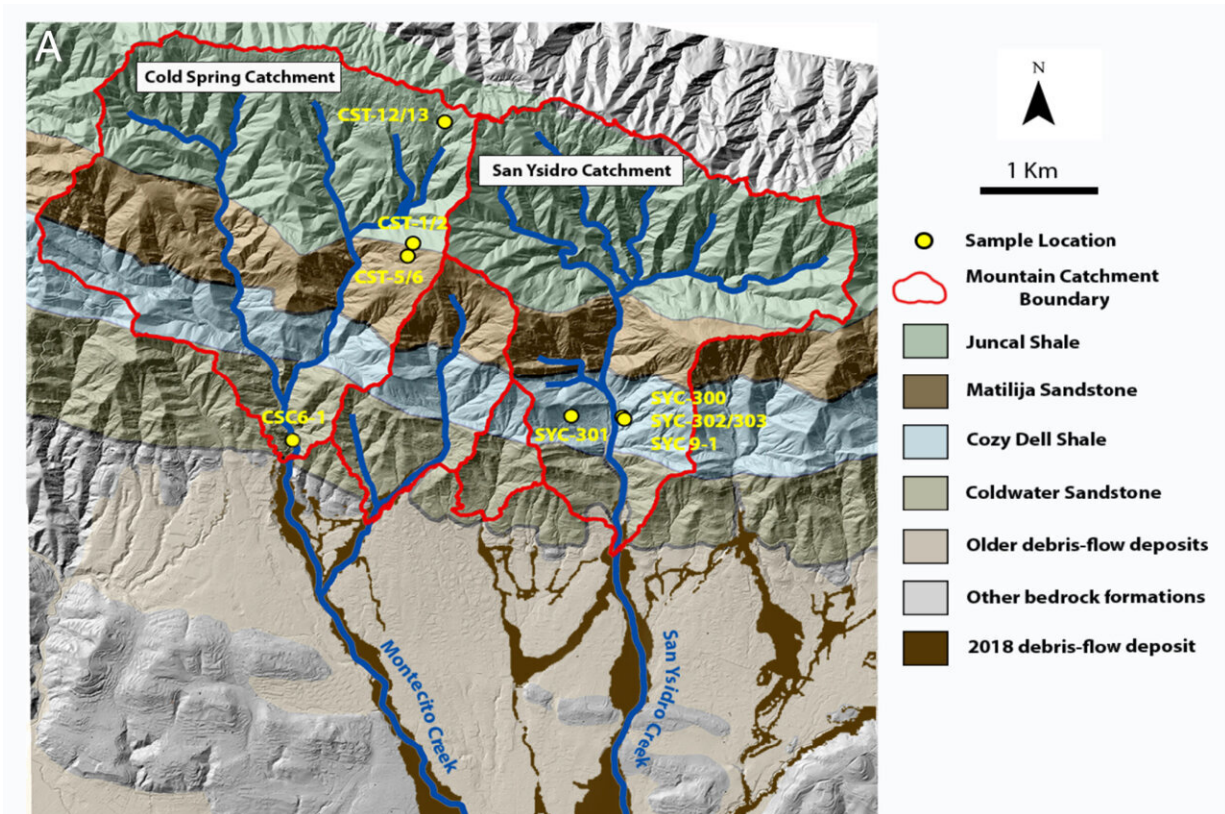 A
Cold Spring Catchment
CST-12/13
San Ysidro Catchment
CST-1/2
CST-5/6
CSC6-1
SYC-301
SYC-300
SYC-302/303
SYC9-1
Montecito Creek
San Ysidro Creek
N
1 Km
Sample Location
Mountain Catchment
Boundary
Juncal Shale
Matilija Sandstone
Cozy Dell Shale
Coldwater Sandstone
Older debris-flow deposits
Other bedrock formations
2018 debris-flow deposit